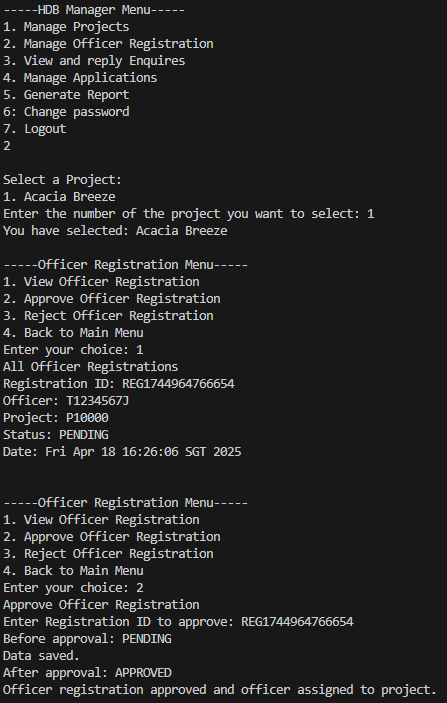 -----HDB Manager Menu-----
1. Manage Projects
2. Manage Officer Registration
3. View and reply Enquires
4. Manage Applications
5. Generate Report
6: Change password
7. Logout
2
Select a Project:
1. Acacia Breeze
Enter the number of the project you want to select: 1
You have selected: Acacia Breeze
-----Officer Registration Menu-----
1. View Officer Registration
2. Approve Officer Registration
3. Reject Officer Registration
4. Back to Main Menu
Enter your choice: 1
All Officer Registrations
Registration ID: REG1744964766654
Officer: T1234567J
Project: P10000
Status: PENDING
Date: Fri Apr 18 16:26:06 SGT 2025
-----Officer Registration Menu-----
1. View Officer Registration
2. Approve Officer Registration
3. Reject Officer Registration
4. Back to Main Menu
Enter your choice: 2
Approve Officer Registration
Enter Registration ID to approve: REG1744964766654
Before approval: PENDING
Data saved.
After approval: APPROVED
Officer registration approved and officer assigned to project.